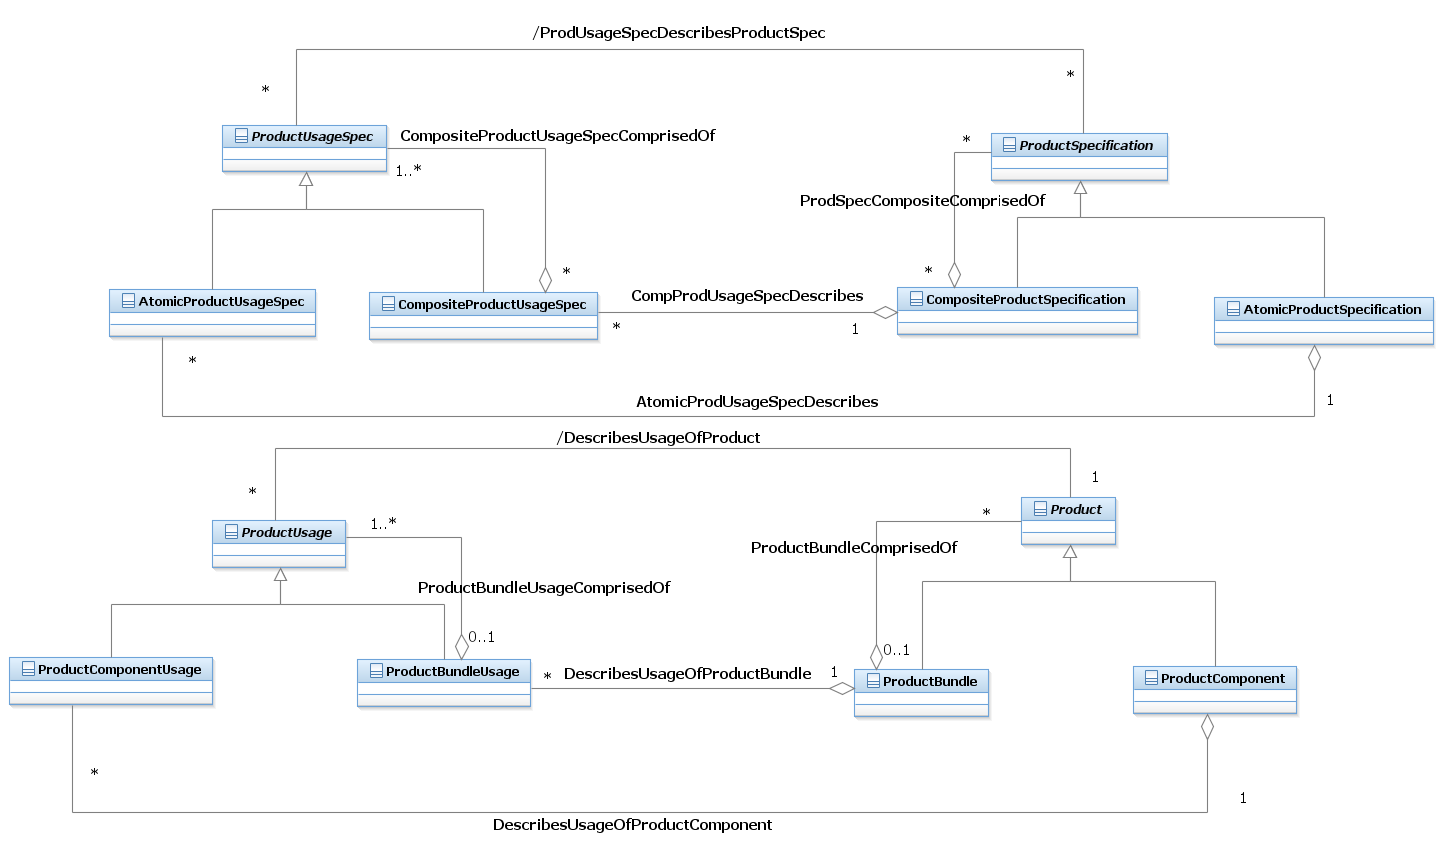 /ProdUsageSpecDescribesProductSpec
*
*
ProductUsageSpec
CompositeProductUsageSpecComprisedOf
1..*
*
ProductSpecification
ProdSpecCompositeComprisedOf
*
*
AtomicProductUsageSpec
CompositeProductUsageSpec
CompProdUsageSpecDescribes
*
1
CompositeProductSpecification
AtomicProductSpecification
*
AtomicProdUsageSpecDescribes
1
/DescribesUsageOfProduct
*
1
ProductUsage
1..*
*
Product
ProductBundleComprisedOf
ProductBundleUsageComprisedOf
0..1
0..1
ProductComponentUsage
ProductBundleUsage
*
DescribesUsageOfProductBundle
1
ProductBundle
ProductComponent
*
1
DescribesUsageOfProductComponent